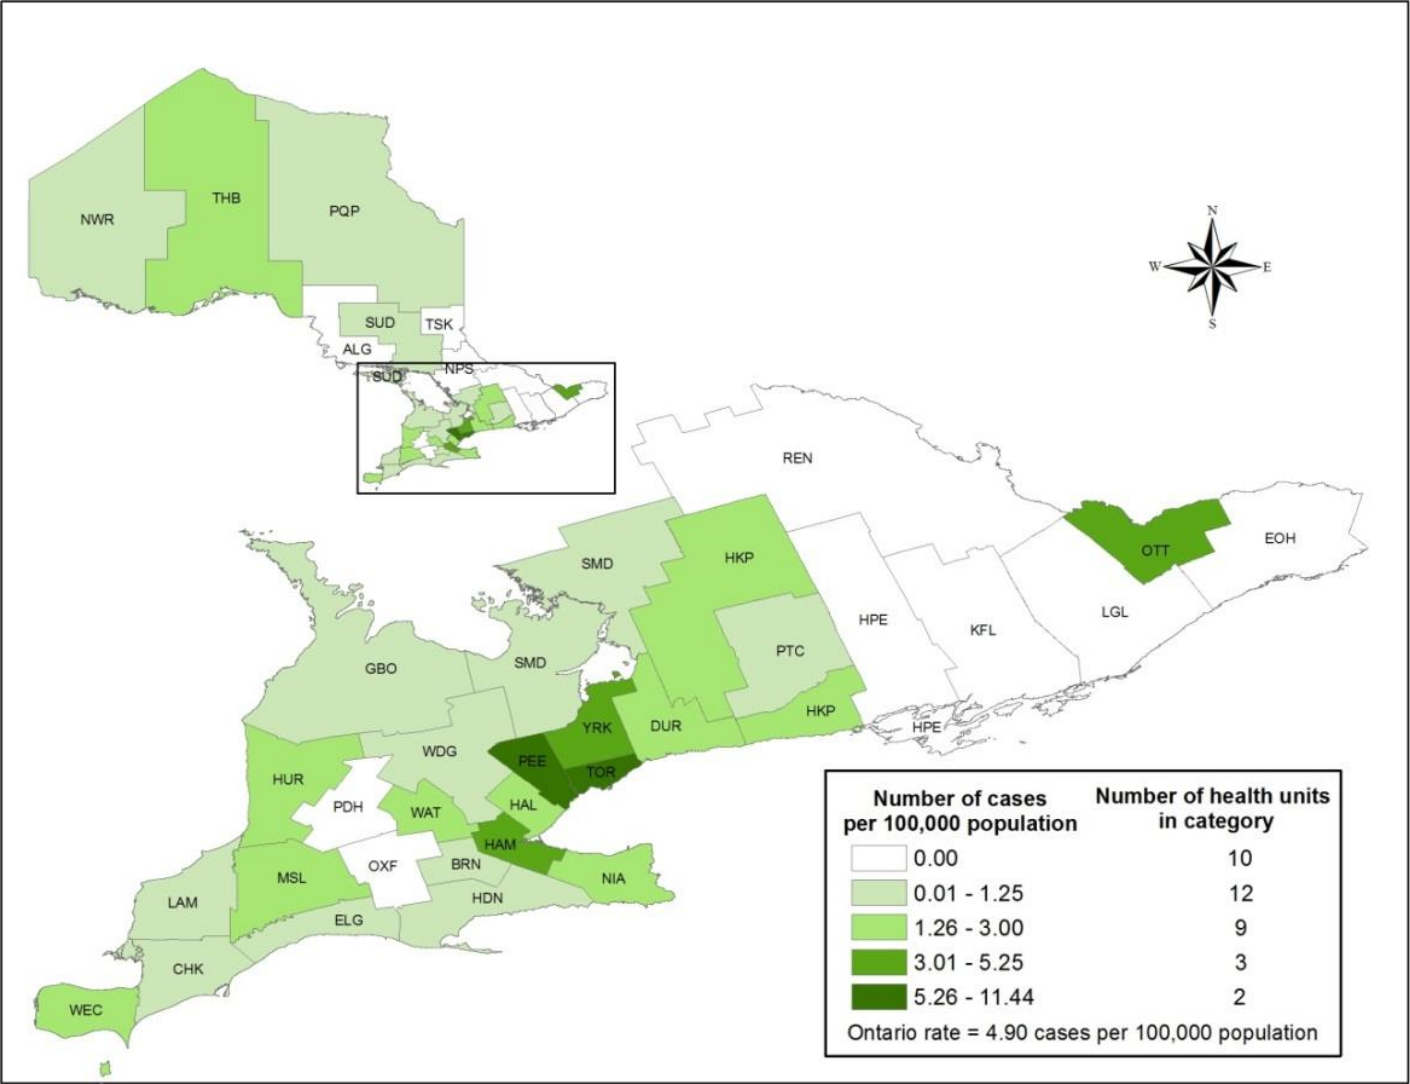 N
W E
S
THB
PQP
NWR
SUD
TSK
ALG
NPS
SUD
REN
OTT
EOH
HKP
SMD
LGL
HPE
KFL
PTC
SMD
GBO
HKP
YRK
DUR
HPE
WDG
PEE
TOR
HUR
HAL
PDH
WAT
HAM
BRN
OXF
MSL
NIA
HDN
LAM
ELG
CHK
WEC
Number of cases per 100,000 population
Number of health units in category
0.00 10
0.01 - 1.25 12
1.26 - 3.00 9
3.01 - 5.25 3
5.26 - 11.44 2
Ontario rate = 4.90 cases per 100,000 population